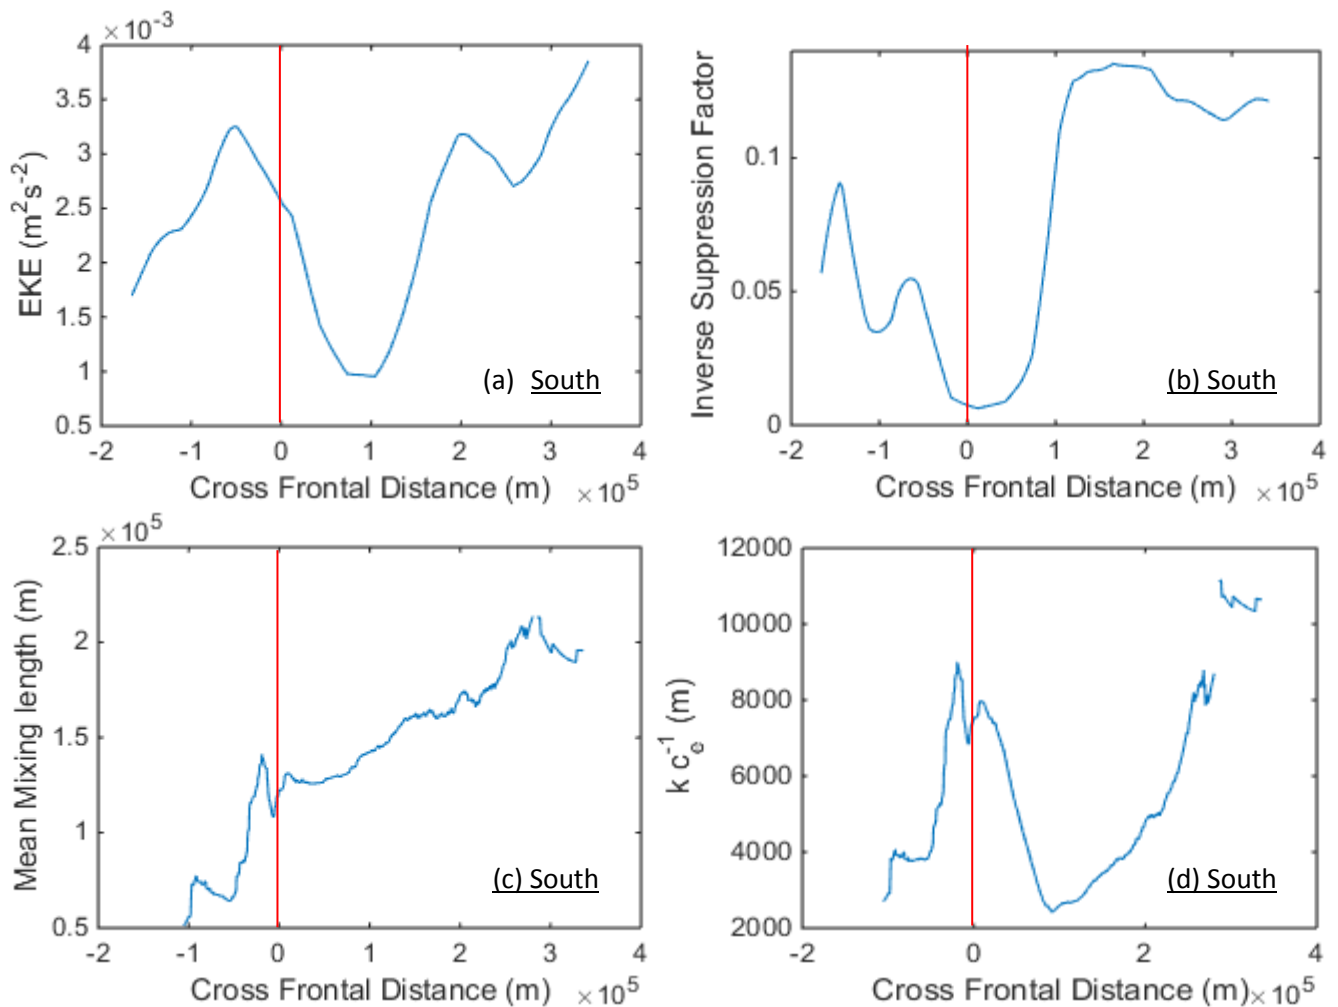 × 10⁻³
4
3.5
3
2.5
2
1.5
1
0.5
EKE (m² s⁻²)
-2 -1 0 1 2 3 4
Cross Frontal Distance (m) × 10⁵
(a) South
0.1
0.05
0
Inverse Suppression Factor
-2 -1 0 1 2 3 4
Cross Frontal Distance (m) × 10⁵
(b) South
× 10⁵
2.5
2
1.5
1
0.5
Mean Mixing length (m)
-2 -1 0 1 2 3 4
Cross Frontal Distance (m) × 10⁵
(c) South
12000
10000
8000
6000
4000
2000
k cₑ⁻¹ (m)
-2 0 2 4
Cross Frontal Distance (m) × 10⁵
(d) South